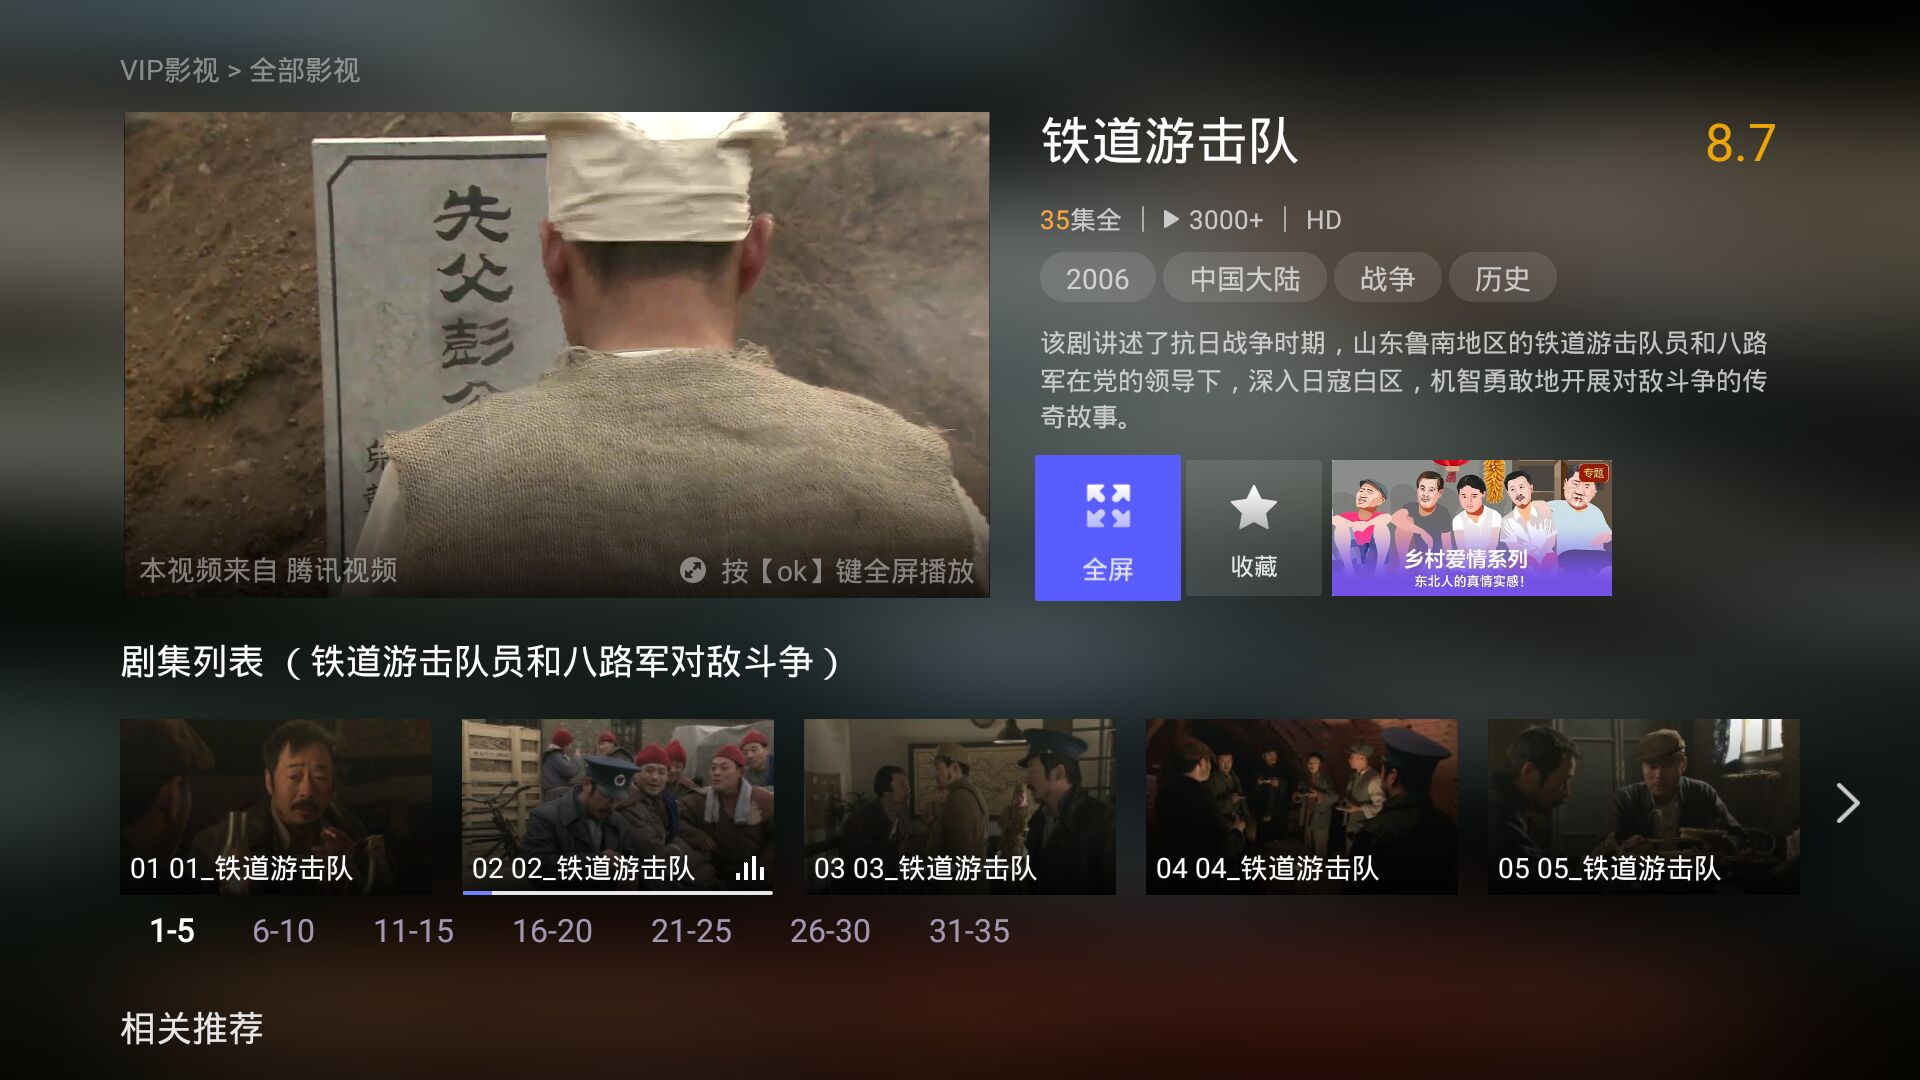 VIP影视 > 全部影视
先父彭公
本视频来自 腾讯视频
按【ok】键全屏播放
铁道游击队
8.7
35集全 | 3000+ | HD
2006 中国大陆 战争 历史
该剧讲述了抗日战争时期，山东鲁南地区的铁道游击队员和八路
军在党的领导下，深入日寇白区，机智勇敢地开展对敌斗争的传
奇故事。
全屏
收藏
专题
乡村爱情系列
东北人的真情实感！
剧集列表 （铁道游击队员和八路军对敌斗争）
01 01_铁道游击队
02 02_铁道游击队
03 03_铁道游击队
04 04_铁道游击队
05 05_铁道游击队
1-5 6-10 11-15 16-20 21-25 26-30 31-35
相关推荐